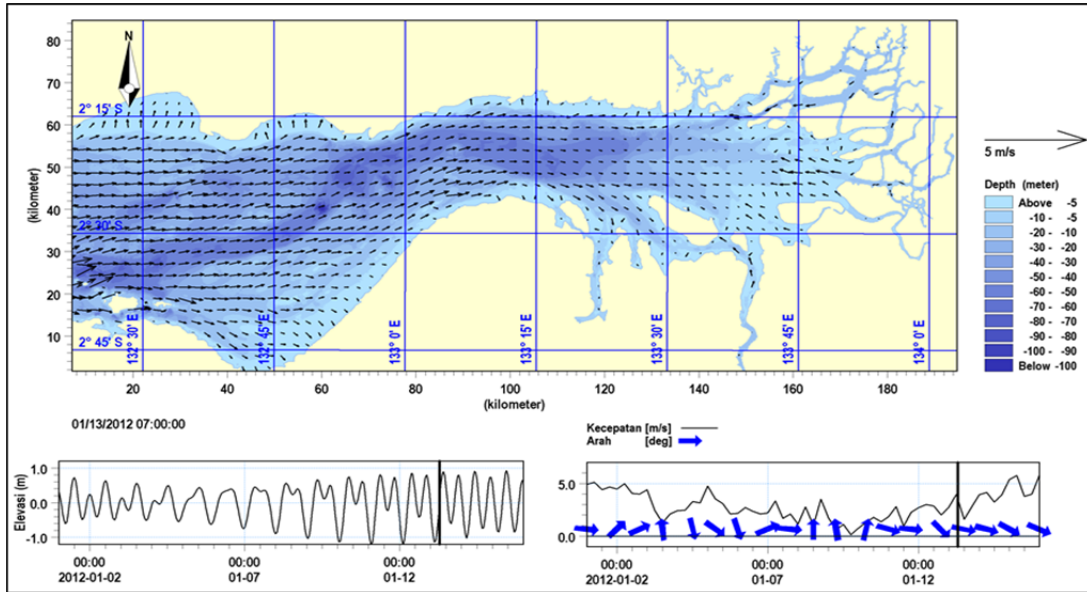 (kilometer)
80
70
60
50
40
30
20
10
N
2° 15' S
2° 30' S
2° 45' S
132° 30' E
132° 45' E
133° 0' E
133° 15' E
133° 30' E
133° 45' E
134° 0' E
20 40 60 80 100 120 140 160 180
(kilometer)
5 m/s
Depth (meter)
Above -5
-10 - -5
-20 - -10
-30 - -20
-40 - -30
-50 - -40
-60 - -50
-70 - -60
-80 - -70
-90 - -80
-100 - -90
Below -100
01/13/2012 07:00:00
Elevasi (m)
1.0
0.0
-1.0
00:00 00:00 00:00
2012-01-02 01-07 01-12
Kecepatan [m/s]
Arah [deg]
5.0
0.0
00:00 00:00 00:00
2012-01-02 01-07 01-12